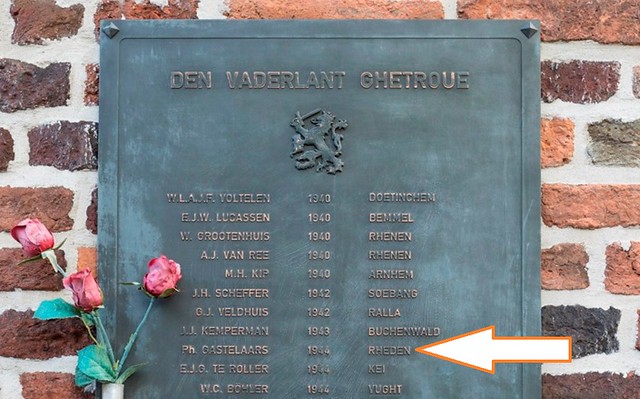 DEN VADERLANT GHETROUE
W.L.A.J.F. VOLTELEN 1940 DOETINCHEM
E.J.W. LUCASSEN 1940 BEMMEL
W. GROOTENHUIS 1940 RHENEN
A.J. VAN REE 1940 RHENEN
M.H. KIP 1940 ARNHEM
J.H. SCHEFFER 1942 SOEBANG
G.J. VELDHUIS 1942 RALLA
J.J. KEMPERMAN 1943 BUCHENWALD
PH. GASTELAARS 1944 RHEDEN
E.J.G. TE ROLLER 1944 KEI
W.C. BÖHLER 1944 VUGHT